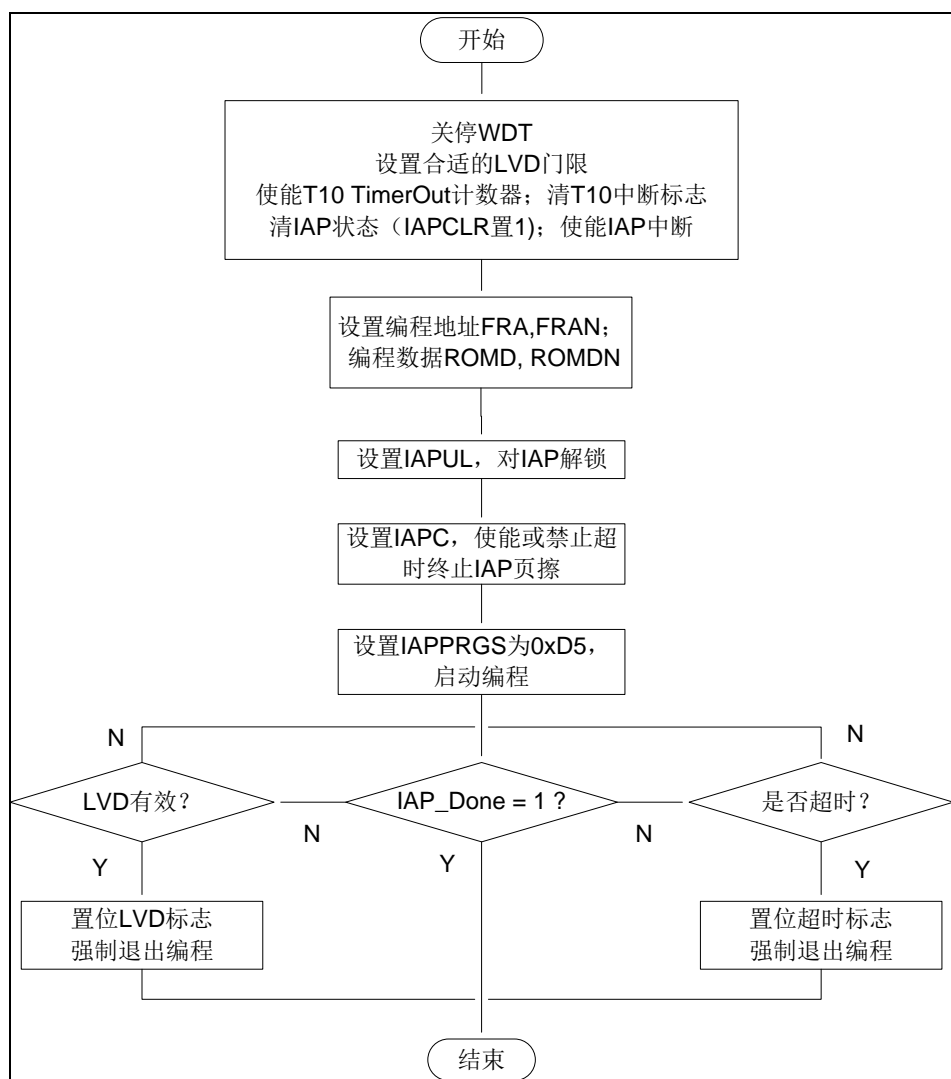 开始
关停WDT
设置合适的LVD门限
使能T10 TimerOut计数器；清T10中断标志
清IAP状态（IAPCLR置1)；使能IAP中断
设置编程地址FRA,FRAN；
编程数据ROMD, ROMDN
设置IAPUL，对IAP解锁
设置IAPC，使能或禁止超
时终止IAP页擦
设置IAPPRGS为0xD5，
启动编程
N
N
LVD有效？
IAP_Done = 1 ?
是否超时？
N
N
Y
Y
Y
置位LVD标志
强制退出编程
置位超时标志
强制退出编程
结束